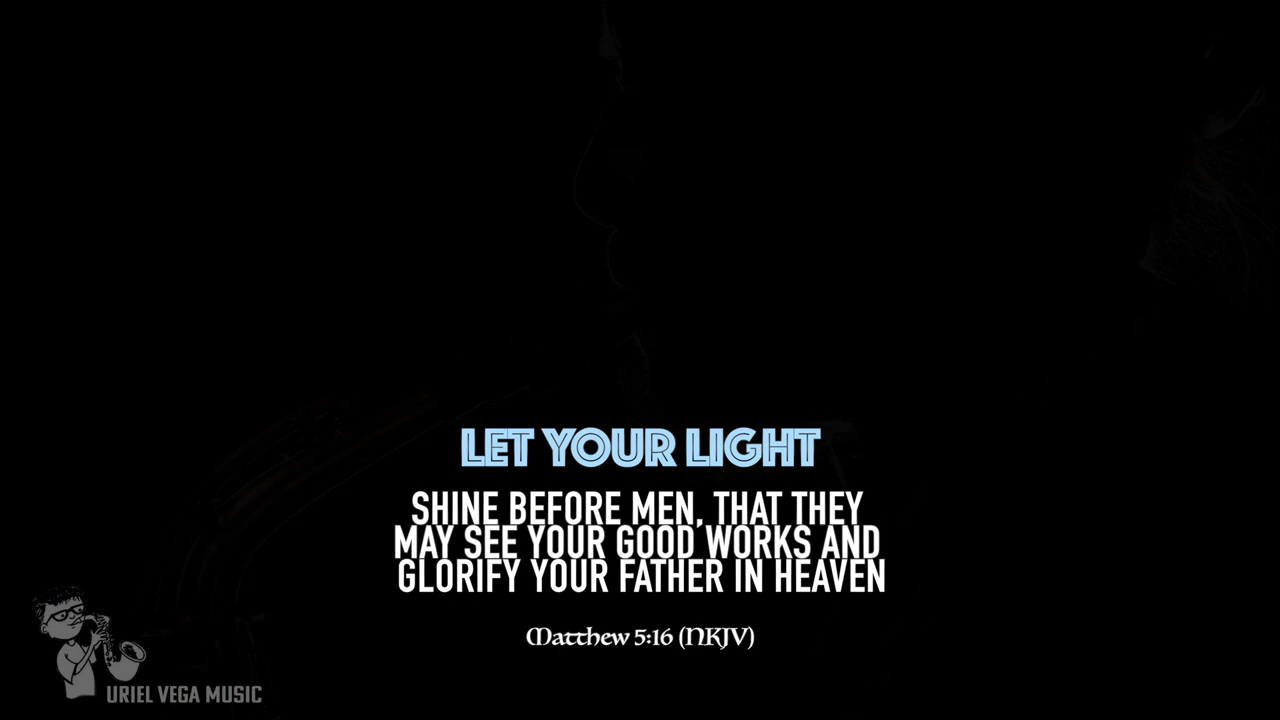 LET YOUR LIGHT
SHINE BEFORE MEN, THAT THEY
MAY SEE YOUR GOOD WORKS AND
GLORIFY YOUR FATHER IN HEAVEN
Matthew 5:16 (NKJV)
URIEL VEGA MUSIC